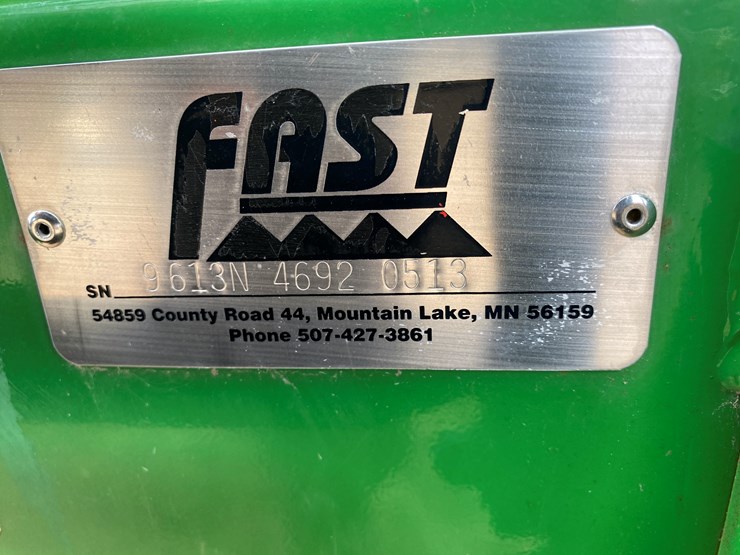 FAST
SN 9613N 4692 0513
54859 County Road 44, Mountain Lake, MN 56159
Phone 507-427-3861